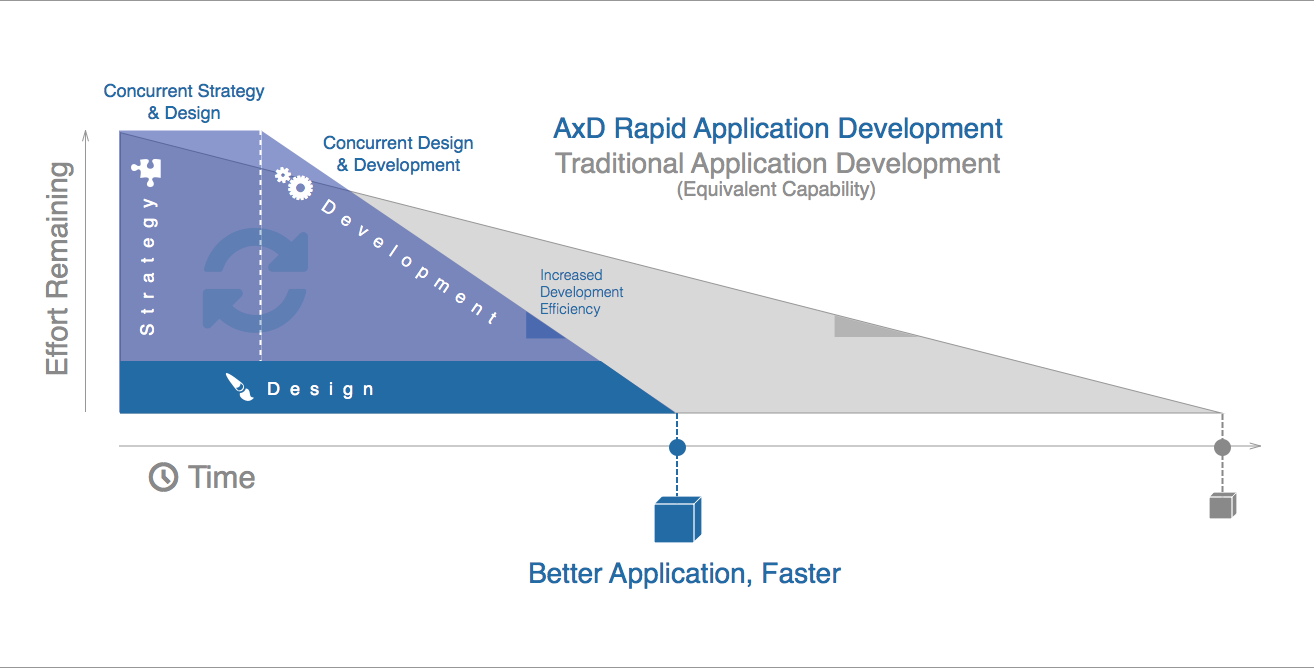 Concurrent Strategy
& Design
Concurrent Design
& Development
AxD Rapid Application Development
Traditional Application Development
(Equivalent Capability)
Effort Remaining
Strategy
Development
Increased
Development
Efficiency
Design
Time
Better Application, Faster